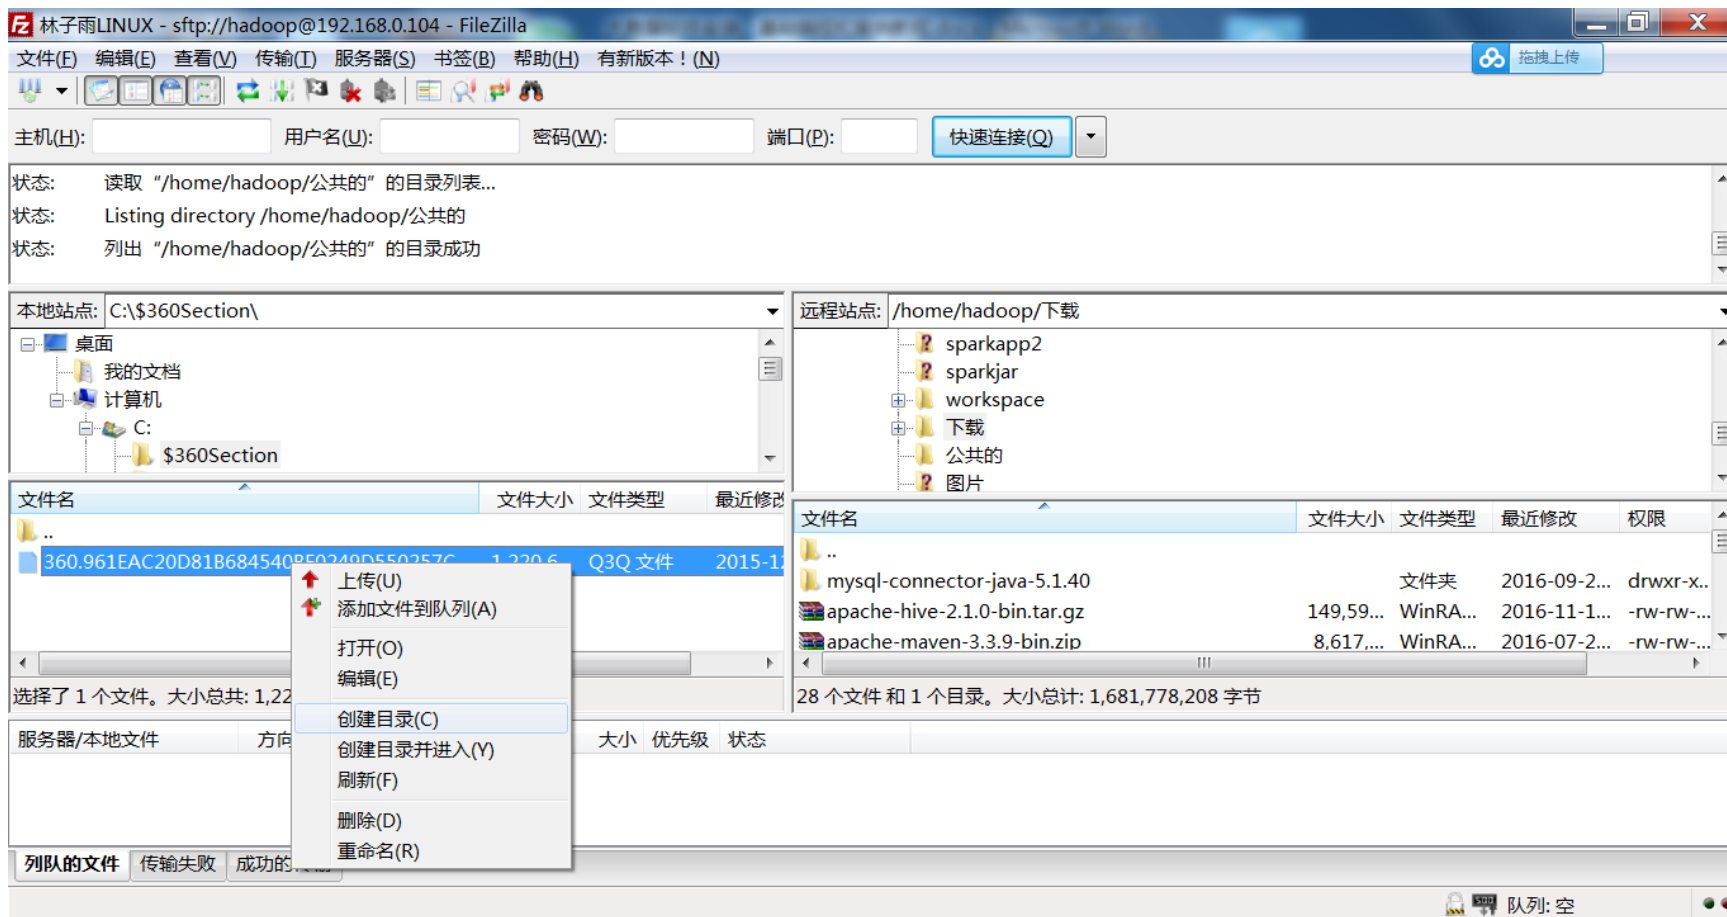 林子雨LINUX - sftp://hadoop@192.168.0.104 - FileZilla
文件(F) 编辑(E) 查看(V) 传输(T) 服务器(S) 书签(B) 帮助(H) 有新版本！(N)
拖拽上传
主机(H): 用户名(U): 密码(W): 端口(P): 快速连接(Q)
状态: 读取“/home/hadoop/公共的”的目录列表...
状态: Listing directory /home/hadoop/公共的
状态: 列出“/home/hadoop/公共的”的目录成功
本地站点: C:\$360Section\
桌面
我的文档
计算机
C:
$360Section
文件名 文件大小 文件类型 最近修改
..
360.961EAC20D81B684540BF0249D550257C... 1,220,6... Q3Q 文件 2015-12
选择了 1 个文件。大小总共: 1,22
上传(U)
添加文件到队列(A)
打开(O)
编辑(E)
创建目录(C)
创建目录并进入(Y)
刷新(F)
删除(D)
重命名(R)
远程站点: /home/hadoop/下载
sparkapp2
sparkjar
workspace
下载
公共的
图片
文件名 文件大小 文件类型 最近修改 权限
..
mysql-connector-java-5.1.40 文件夹 2016-09-2... drwxr-x...
apache-hive-2.1.0-bin.tar.gz 149,59... WinRA... 2016-11-1... -rw-rw-...
apache-maven-3.3.9-bin.zip 8,617,... WinRA... 2016-07-2... -rw-rw-...
28 个文件 和 1 个目录。大小总计: 1,681,778,208 字节
服务器/本地文件 方向 大小 优先级 状态
列队的文件 传输失败 成功的
队列: 空